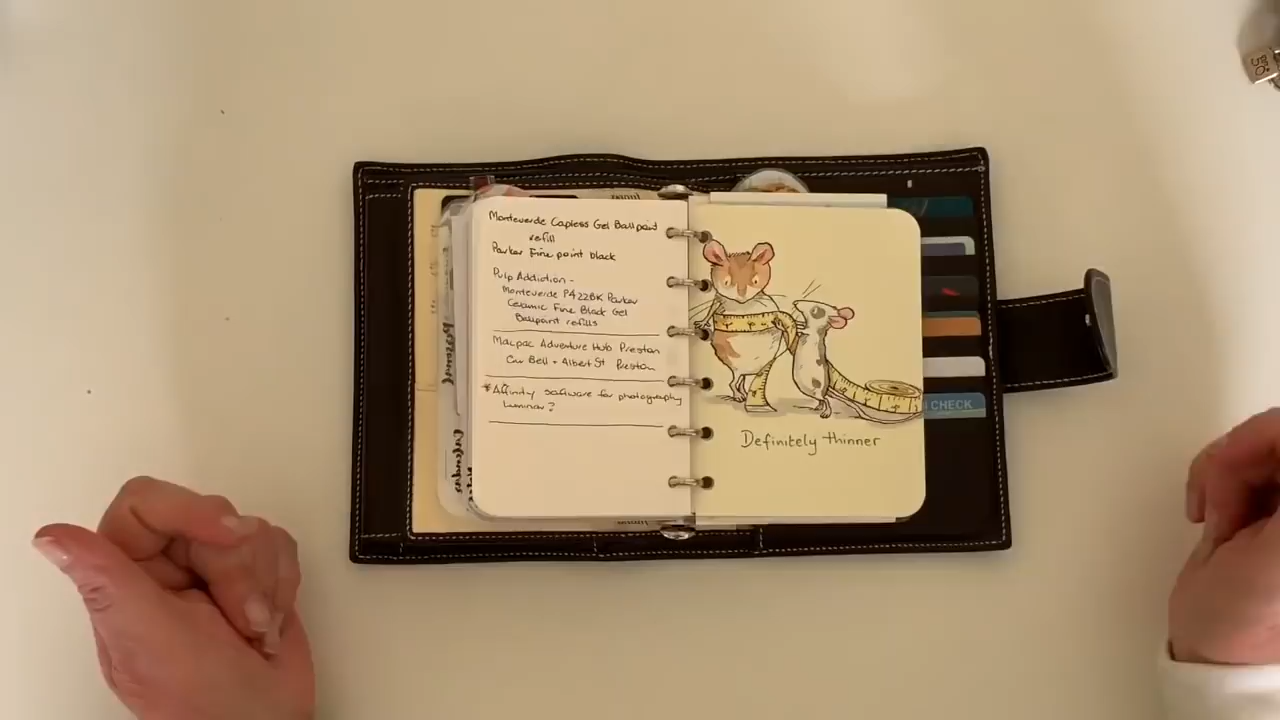 Monteverde Capless Gel Ballpoint
refill
Parker Fine point black
Pulp Addiction -
Monteverde P422BK Parker
Ceramic Fine Black Gel
Ballpoint refills
Macpac Adventure Hub Preston
Cnr Bell + Albert St Preston
*Affinity software for photography
Luminar?
Definitely thinner
CHECK